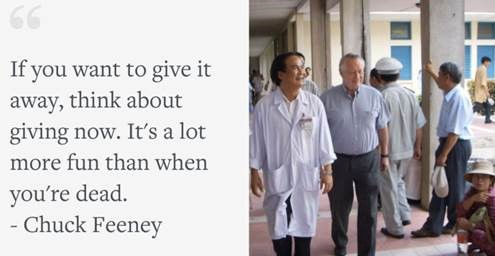 “
If you want to give it
away, think about
giving now. It's a lot
more fun than when
you're dead.
- Chuck Feeney